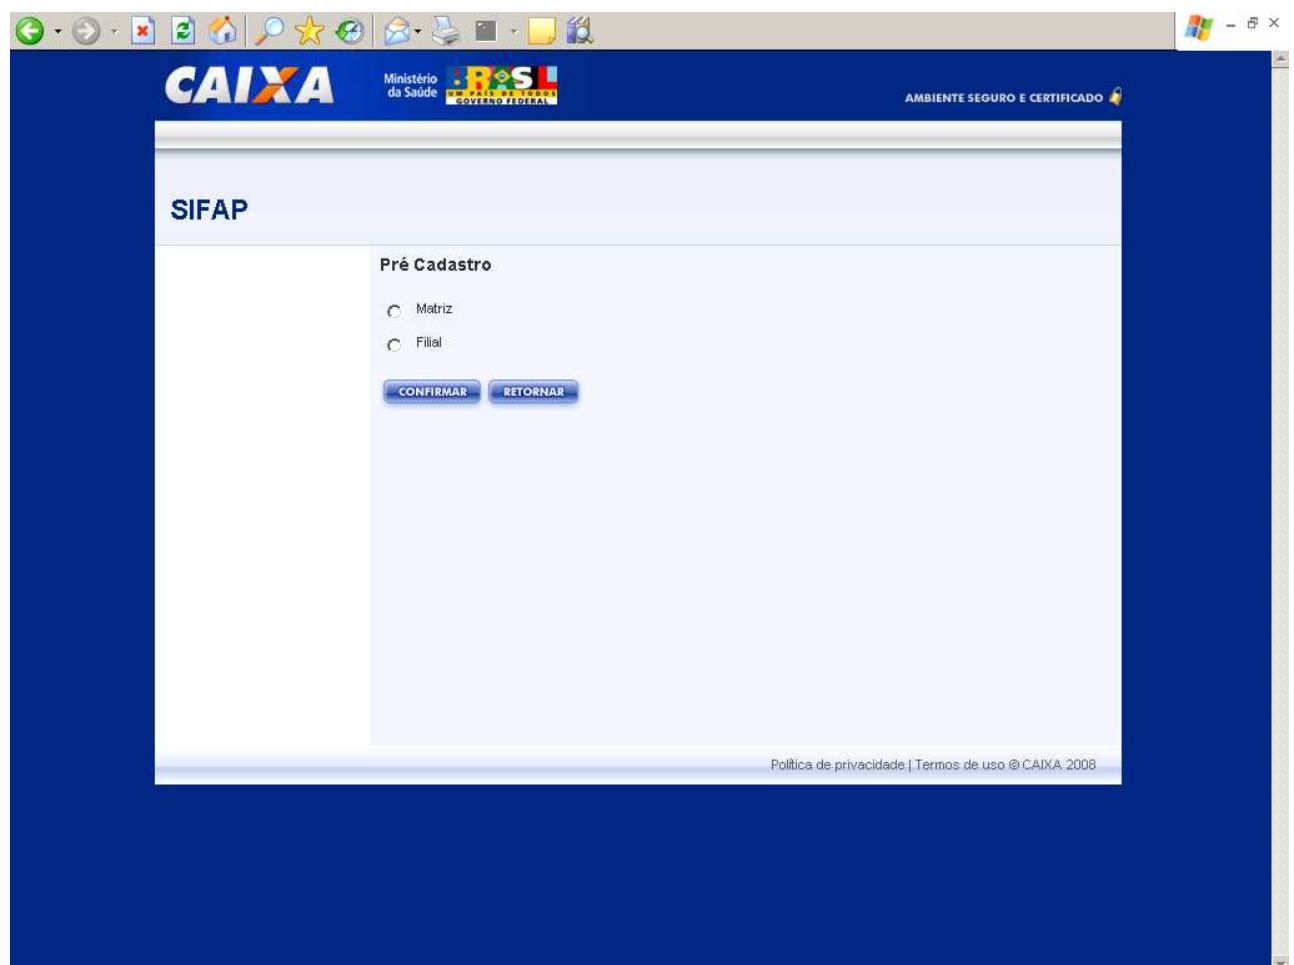 CAIXA
Ministério
da Saúde
BRASIL
UM PAÍS DE TODOS
GOVERNO FEDERAL
AMBIENTE SEGURO E CERTIFICADO
SIFAP
Pré Cadastro
Matriz
Filial
CONFIRMAR RETORNAR
Política de privacidade | Termos de uso © CAIXA 2008